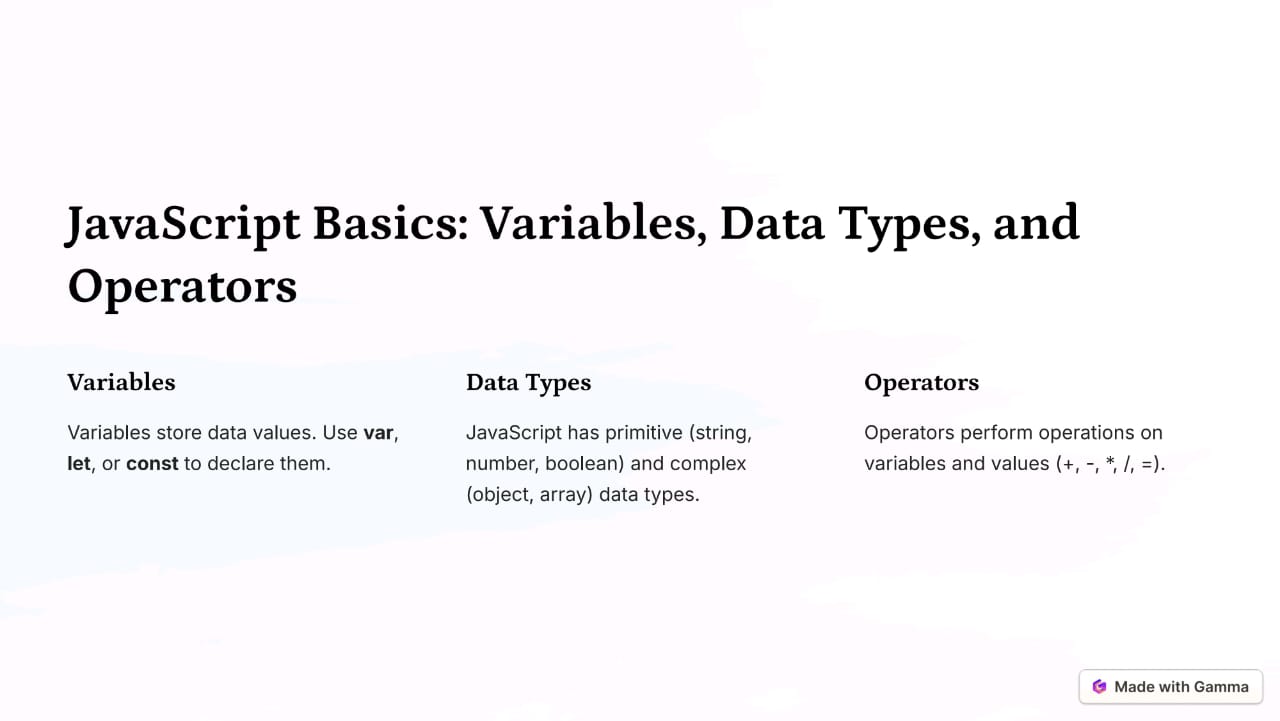 JavaScript Basics: Variables, Data Types, and
Operators
Variables
Variables store data values. Use var,
let, or const to declare them.
Data Types
JavaScript has primitive (string,
number, boolean) and complex
(object, array) data types.
Operators
Operators perform operations on
variables and values (+, -, *, /, =).
Made with Gamma